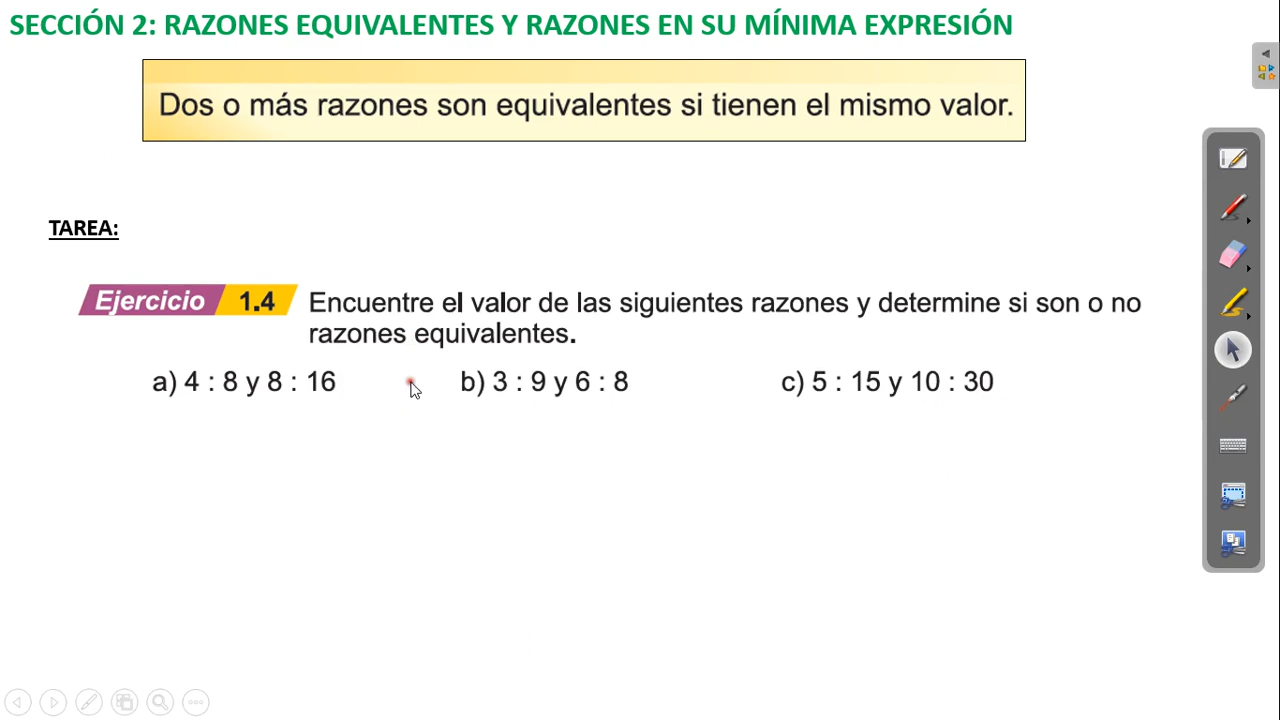 SECCIÓN 2: RAZONES EQUIVALENTES Y RAZONES EN SU MÍNIMA EXPRESIÓN
Dos o más razones son equivalentes si tienen el mismo valor.
TAREA:
Ejercicio 1.4 Encuentre el valor de las siguientes razones y determine si son o no
razones equivalentes.
a) 4 : 8 y 8 : 16 b) 3 : 9 y 6 : 8 c) 5 : 15 y 10 : 30